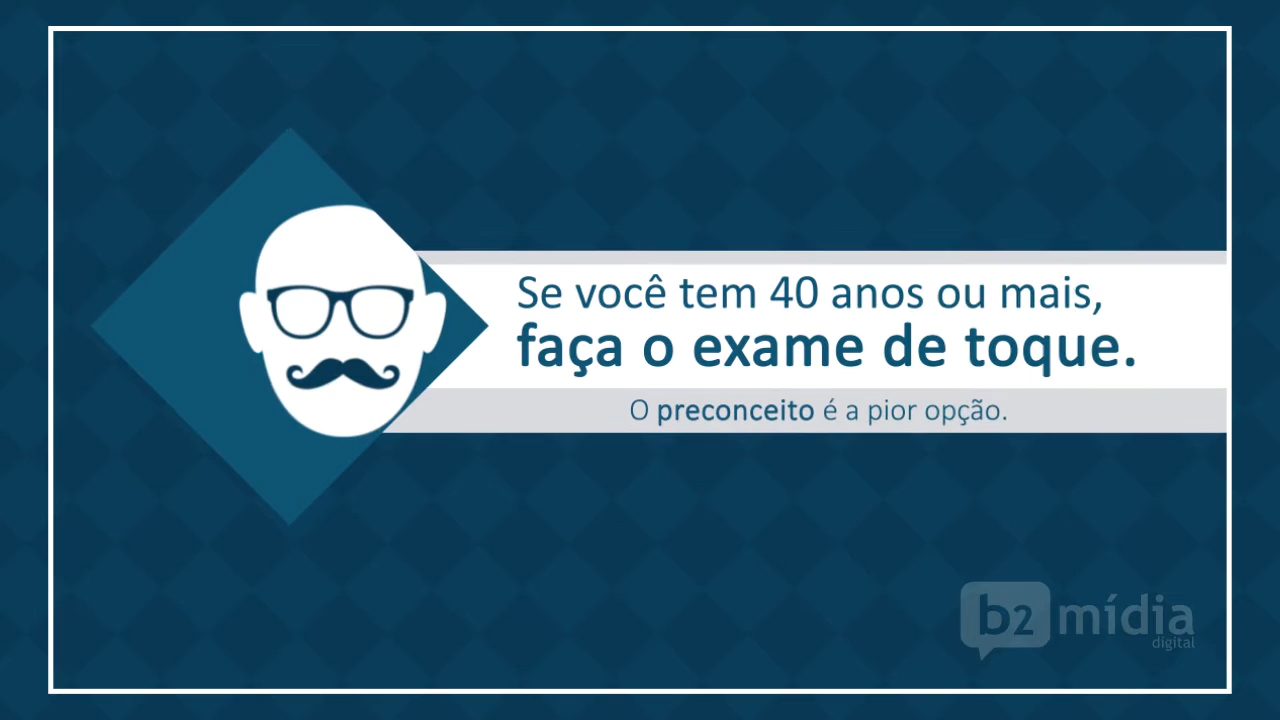 Se você tem 40 anos ou mais,
faça o exame de toque.
O preconceito é a pior opção.
b2 mídia
digital